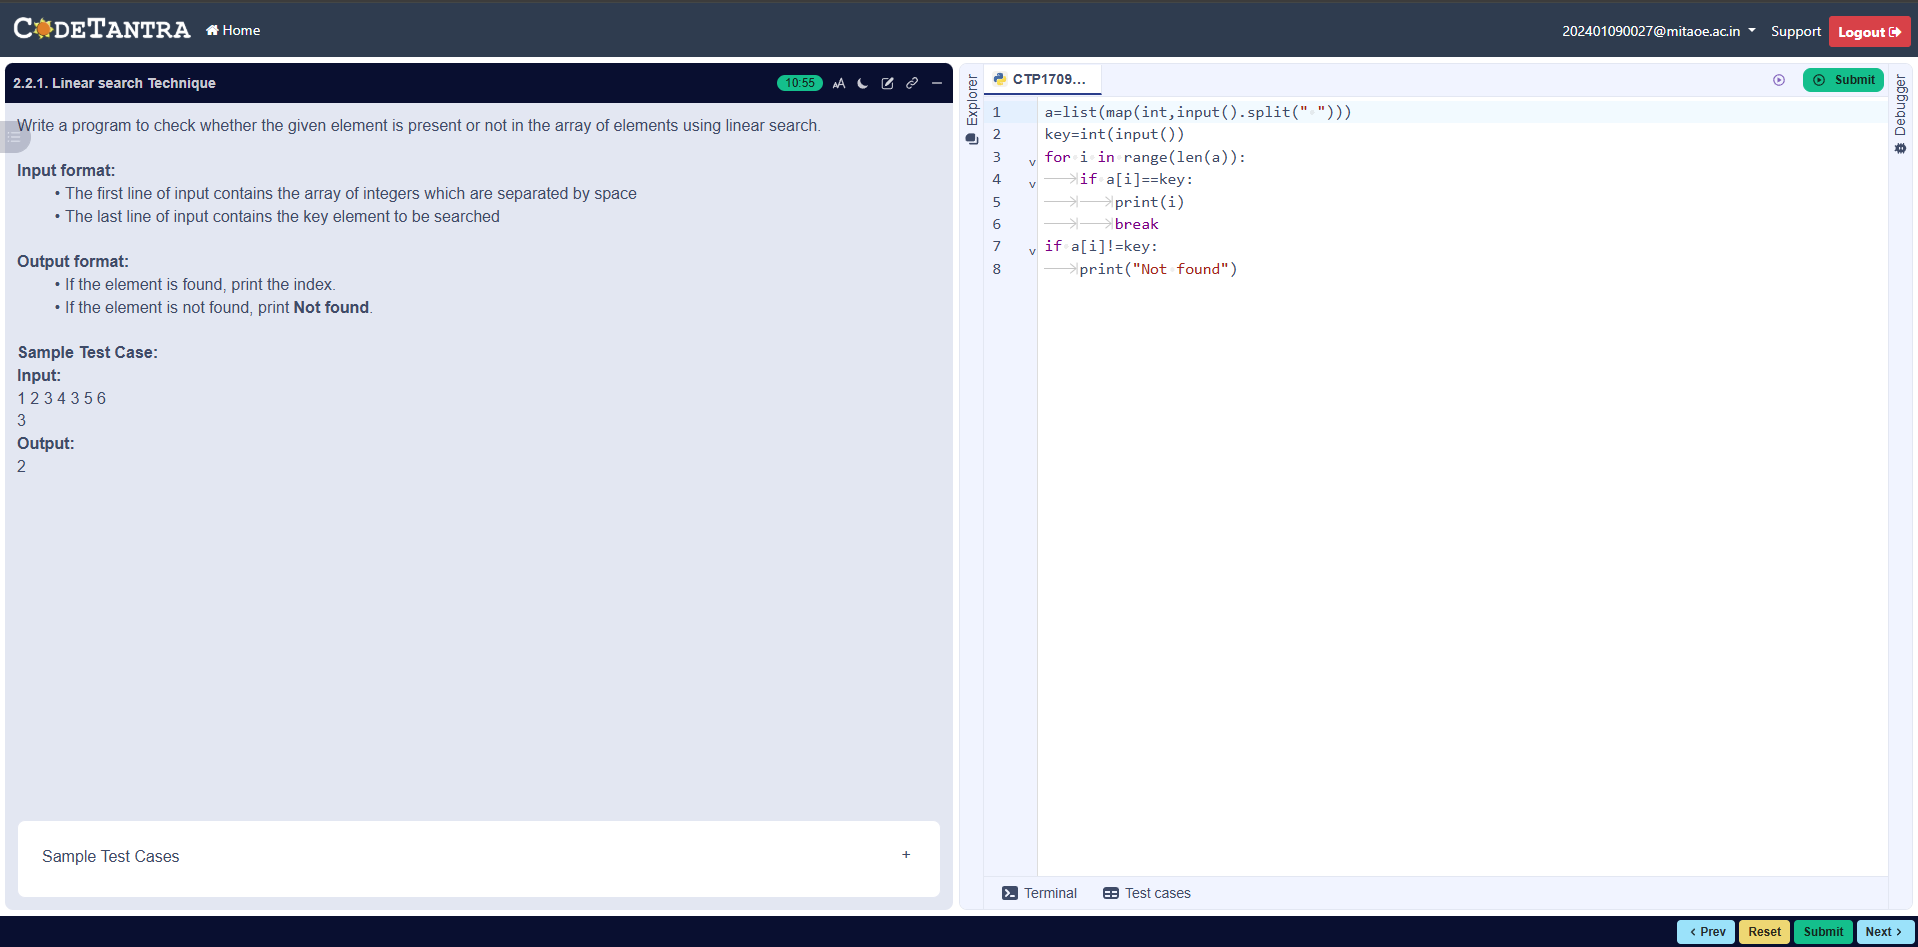 CODETANTRA Home
202401090027@mitaoe.ac.in Support Logout
2.2.1. Linear search Technique 10:55
Write a program to check whether the given element is present or not in the array of elements using linear search.
Input format:
• The first line of input contains the array of integers which are separated by space
• The last line of input contains the key element to be searched
Output format:
• If the element is found, print the index.
• If the element is not found, print Not found.
Sample Test Case:
Input:
1 2 3 4 3 5 6
3
Output:
2
Sample Test Cases +
Explorer
CTP1709...
Submit
Debugger
1 a=list(map(int,input().split(" ")))
2 key=int(input())
3 for i in range(len(a)):
4 if a[i]==key:
5 print(i)
6 break
7 if a[i]!=key:
8 print("Not found")
Terminal Test cases
Prev Reset Submit Next